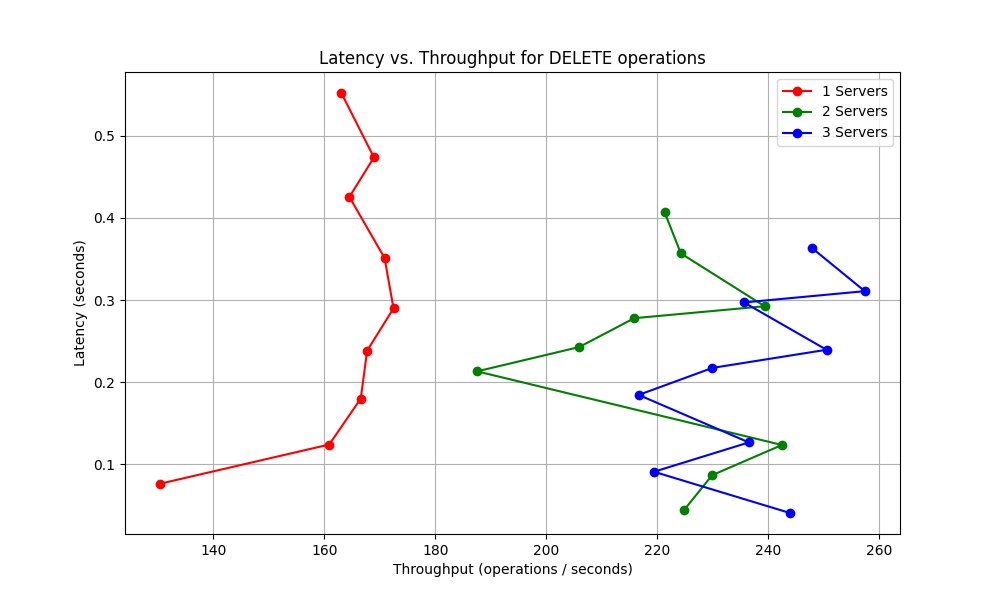 Latency vs. Throughput for DELETE operations
1 Servers
2 Servers
3 Servers
Latency (seconds)
0.5
0.4
0.3
0.2
0.1
140 160 180 200 220 240 260
Throughput (operations / seconds)